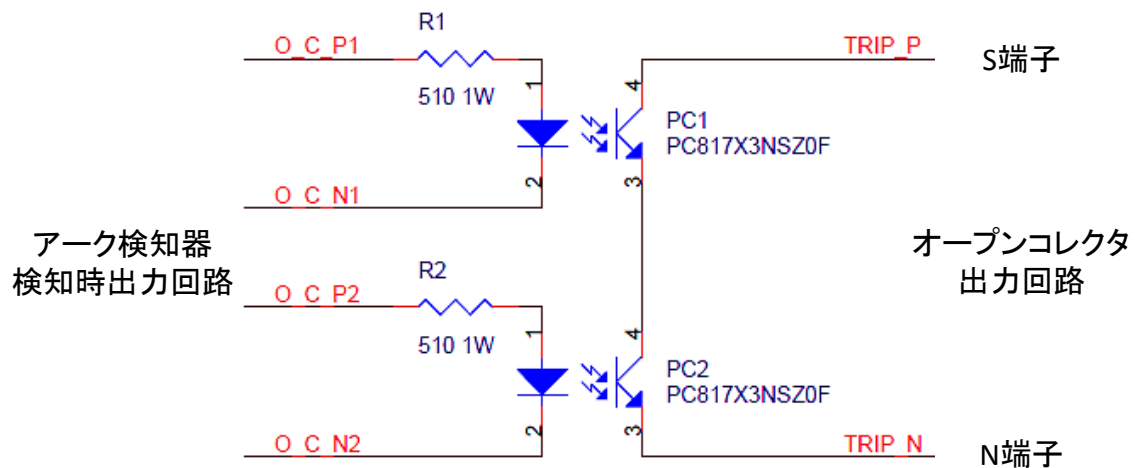 R1
O_C_P1
TRIP_P
S端子
510 1W
1
4
PC1
PC817X3NSZ0F
2
3
O_C_N1
アーク検知器
検知時出力回路
オープンコレクタ
出力回路
R2
O_C_P2
510 1W
1
4
PC2
PC817X3NSZ0F
2
3
O_C_N2
TRIP_N
N端子